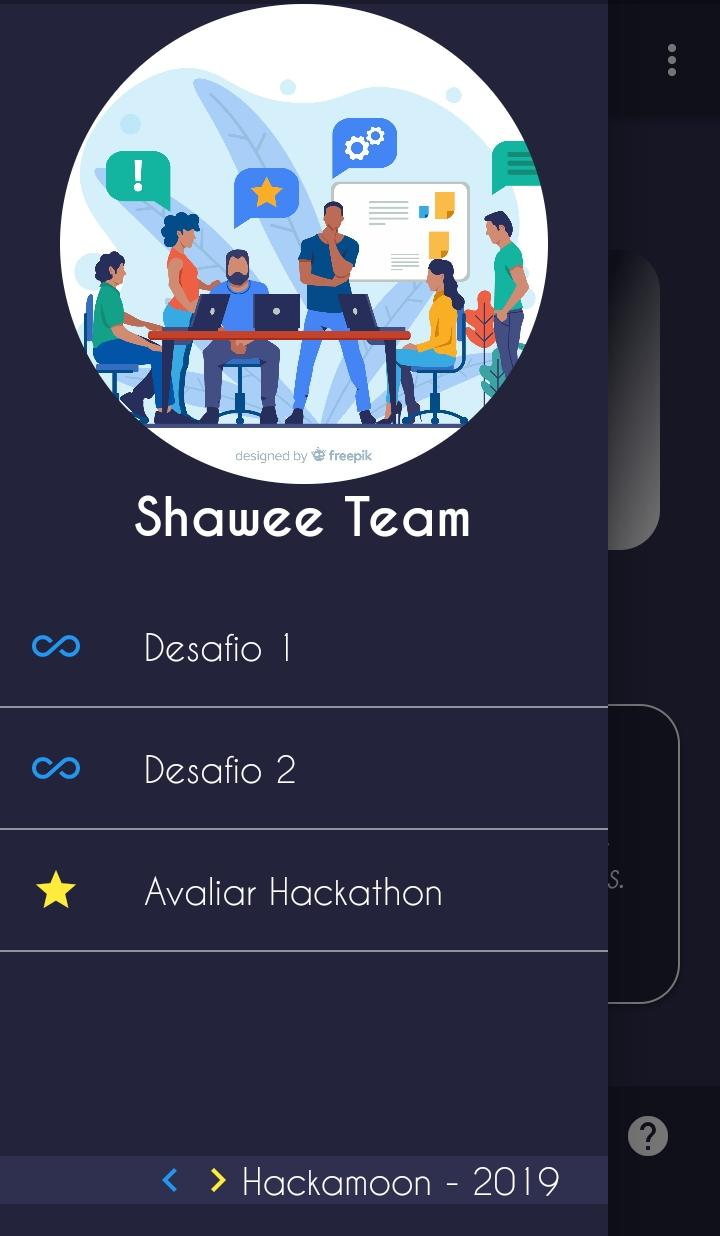 designed by freepik
Shawee Team
Desafio 1
Desafio 2
Avaliar Hackathon
s.
Hackamoon - 2019